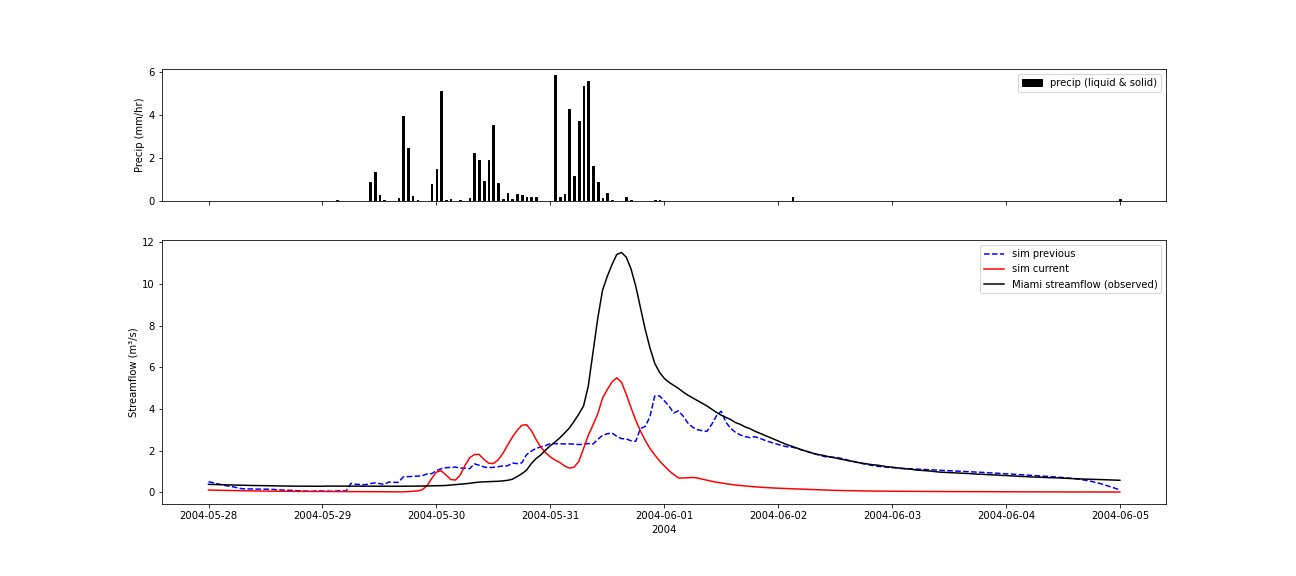 6
4
2
0
Precip (mm/hr)
precip (liquid & solid)
12
10
8
6
4
2
0
Streamflow (m³/s)
sim previous
sim current
Miami streamflow (observed)
2004-05-28 2004-05-29 2004-05-30 2004-05-31 2004-06-01 2004-06-02 2004-06-03 2004-06-04 2004-06-05
2004